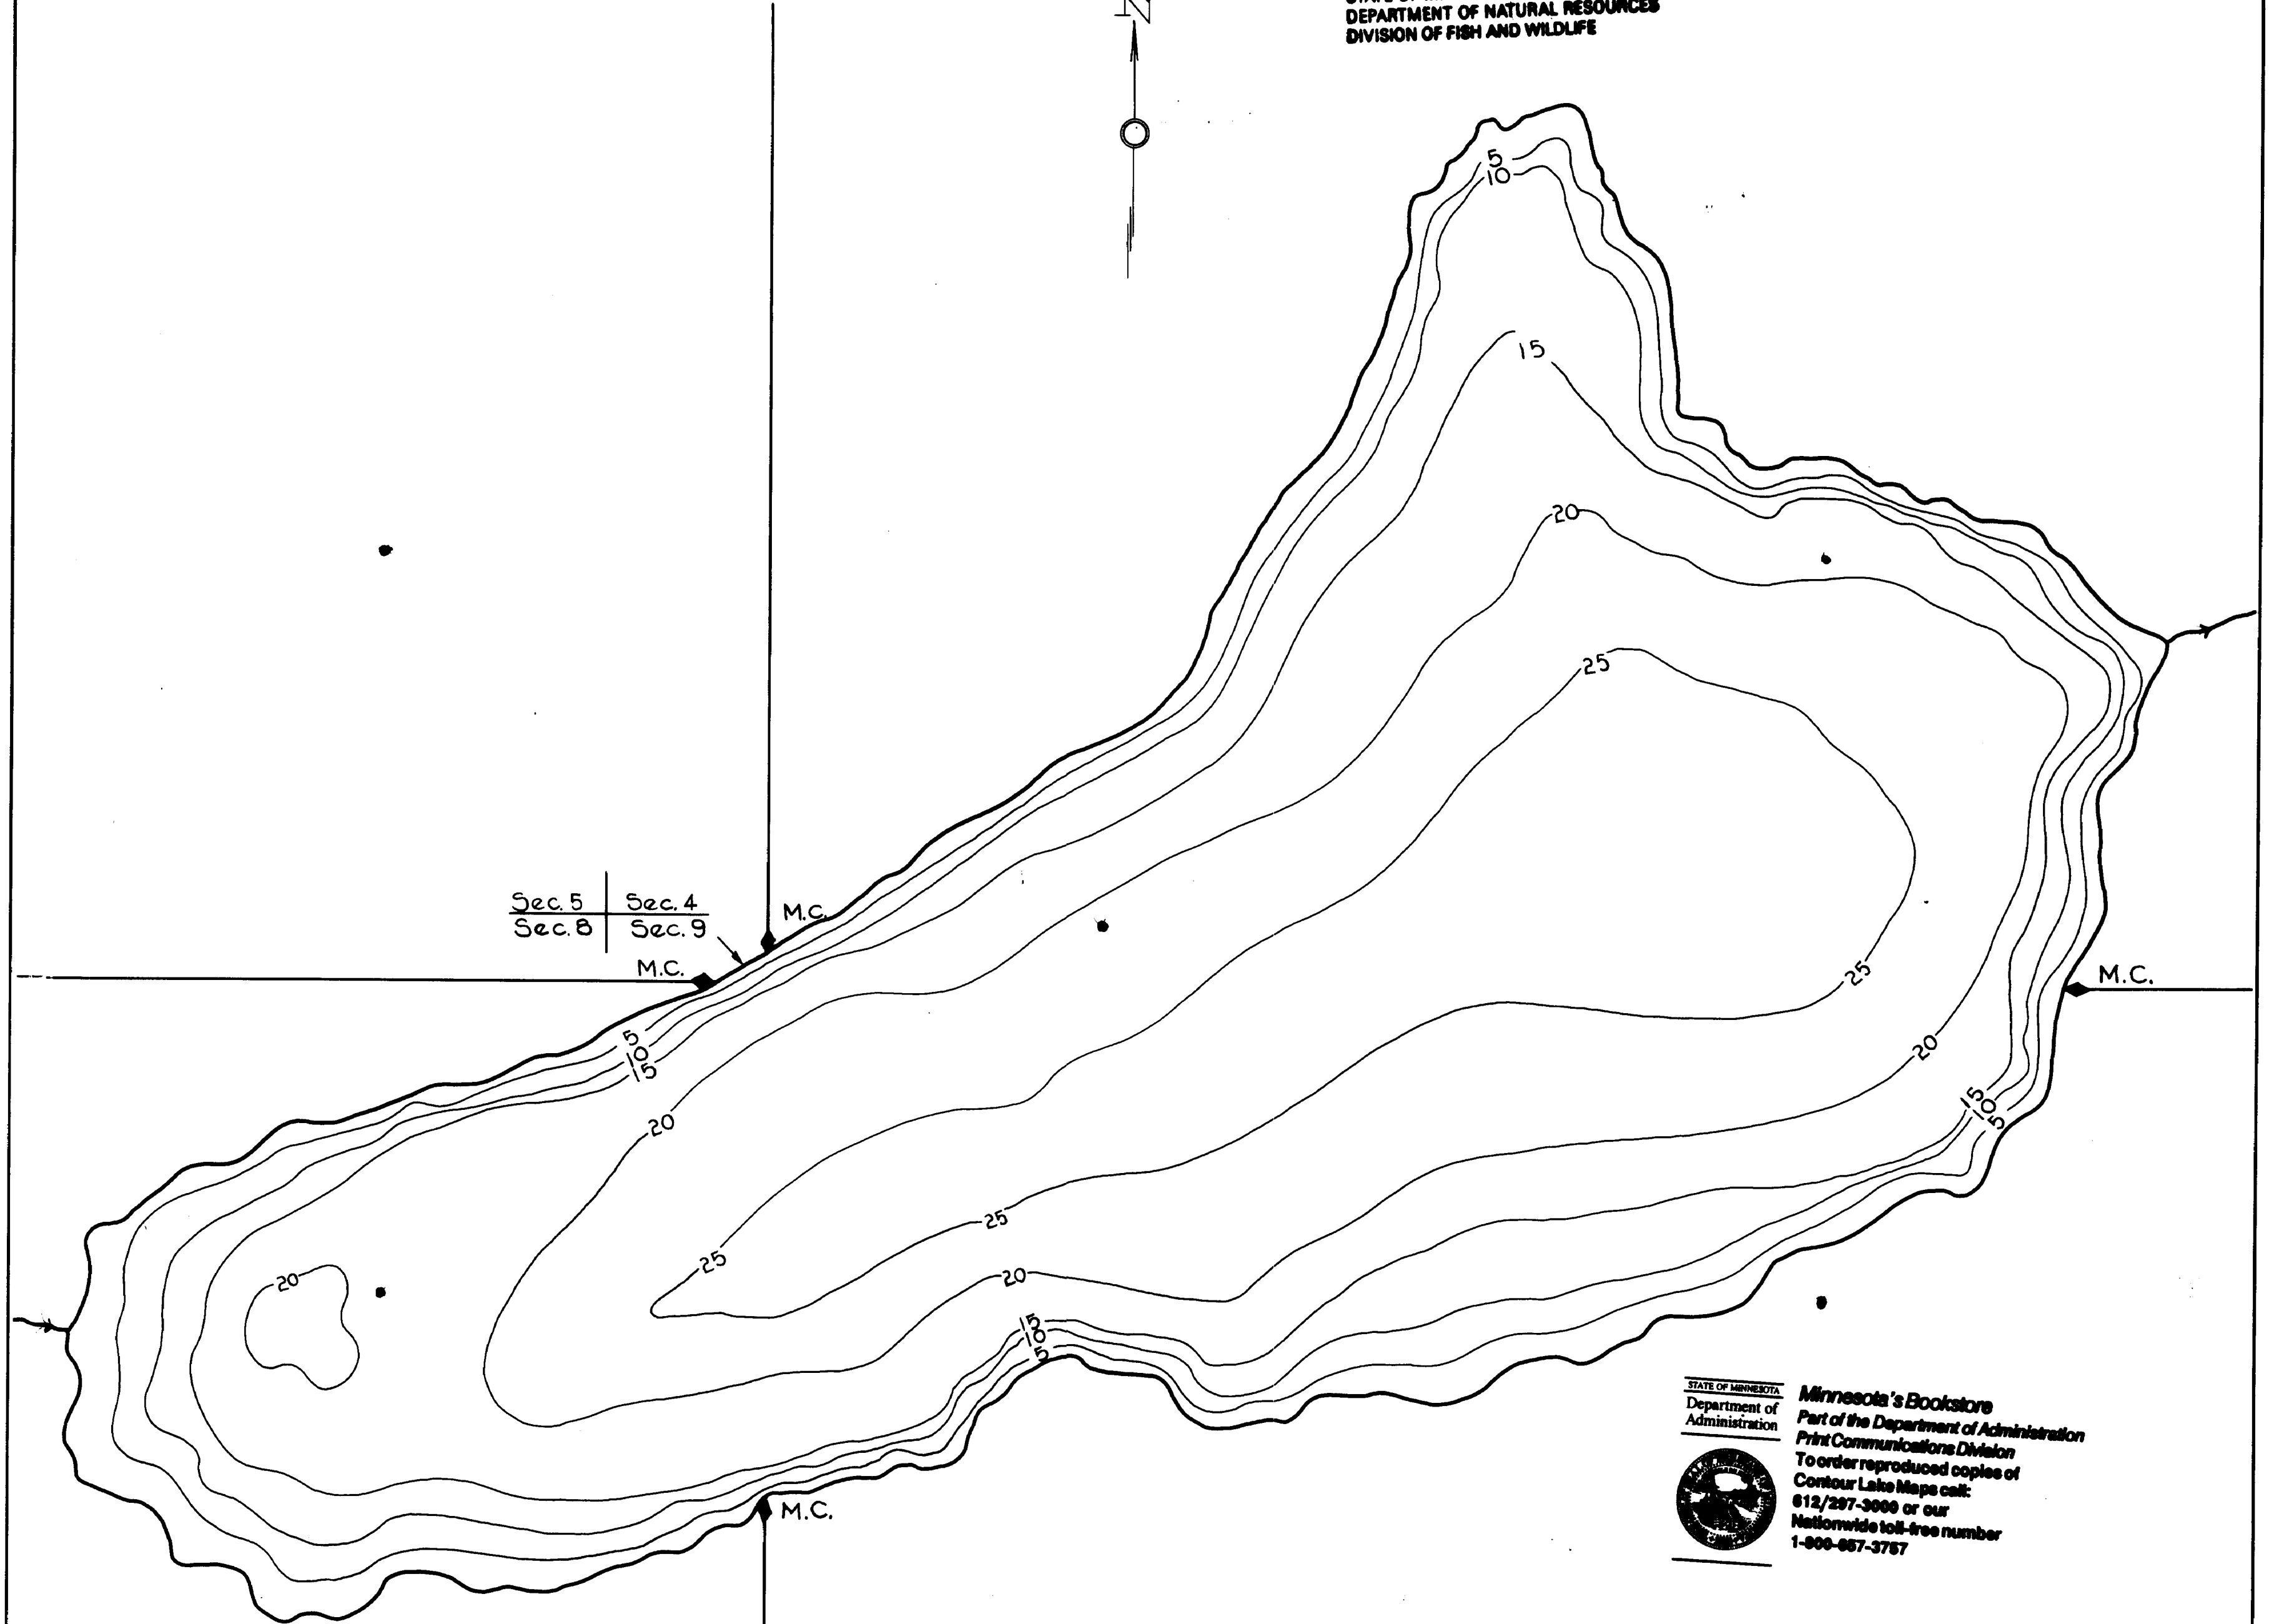 N
DEPARTMENT OF NATURAL RESOURCES
DIVISION OF FISH AND WILDLIFE
5
10
15
20
25
Sec. 5 Sec. 4
Sec. 8 Sec. 9
M.C.
M.C.
M.C.
25
5
10
15
20
20
15
10
5
25
25
20
20
15
10
5
M.C.
STATE OF MINNESOTA
Department of
Administration
Minnesota's Bookstore
Part of the Department of Administration
Print Communications Division
To order reproduced copies of
Contour Lake Maps call:
612/297-3000 or our
Nationwide toll-free number
1-800-657-3757